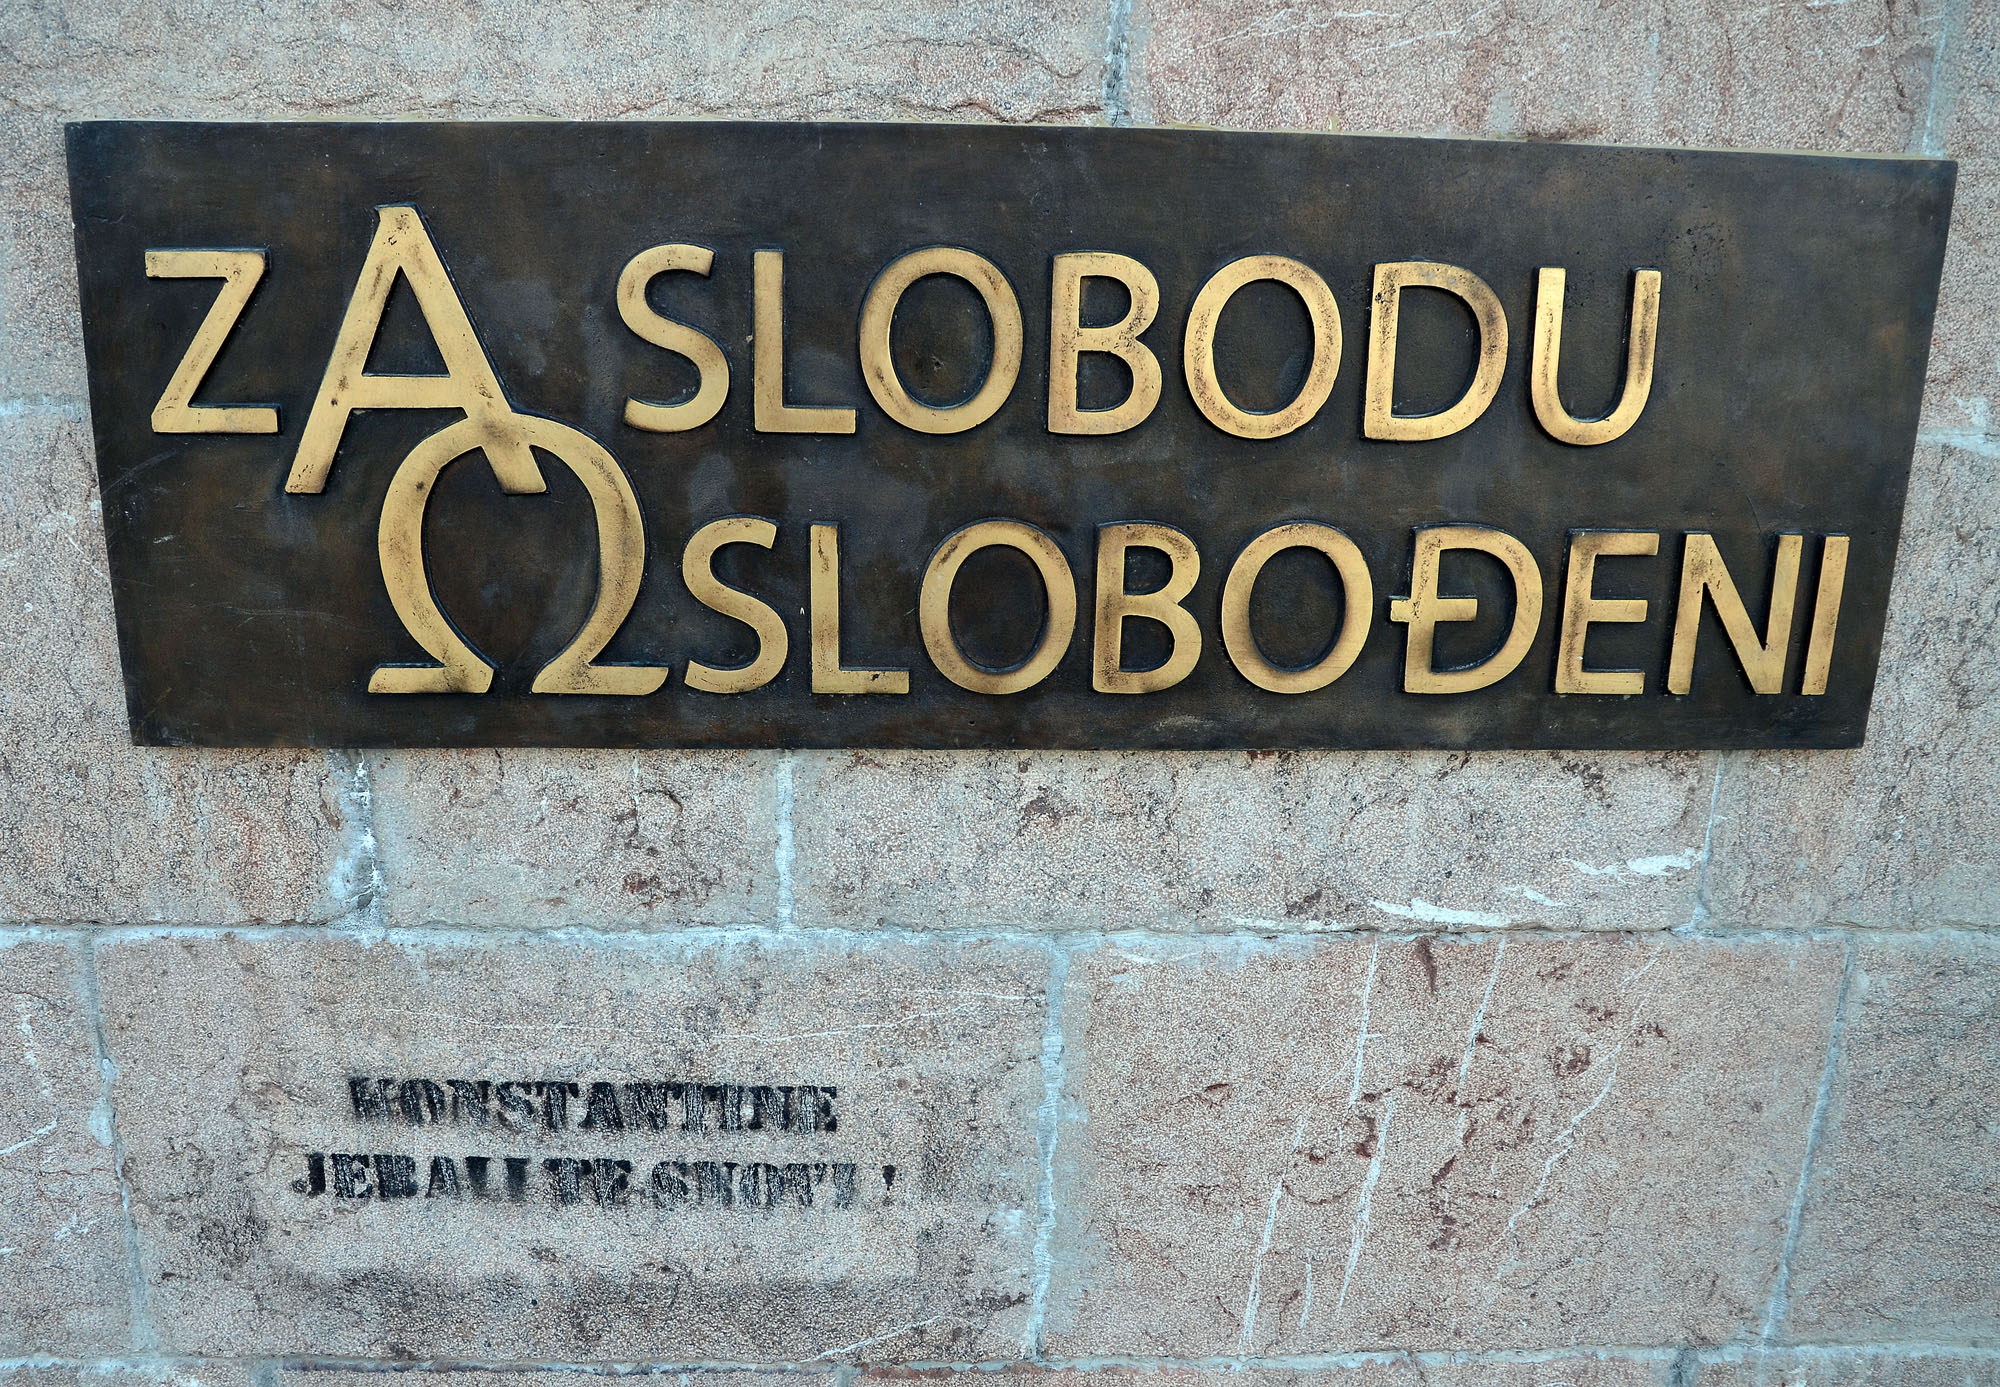 ZA SLOBODU
ΩSLOBOĐENI
KONSTANTINE
JEBALI TE SNOVI!